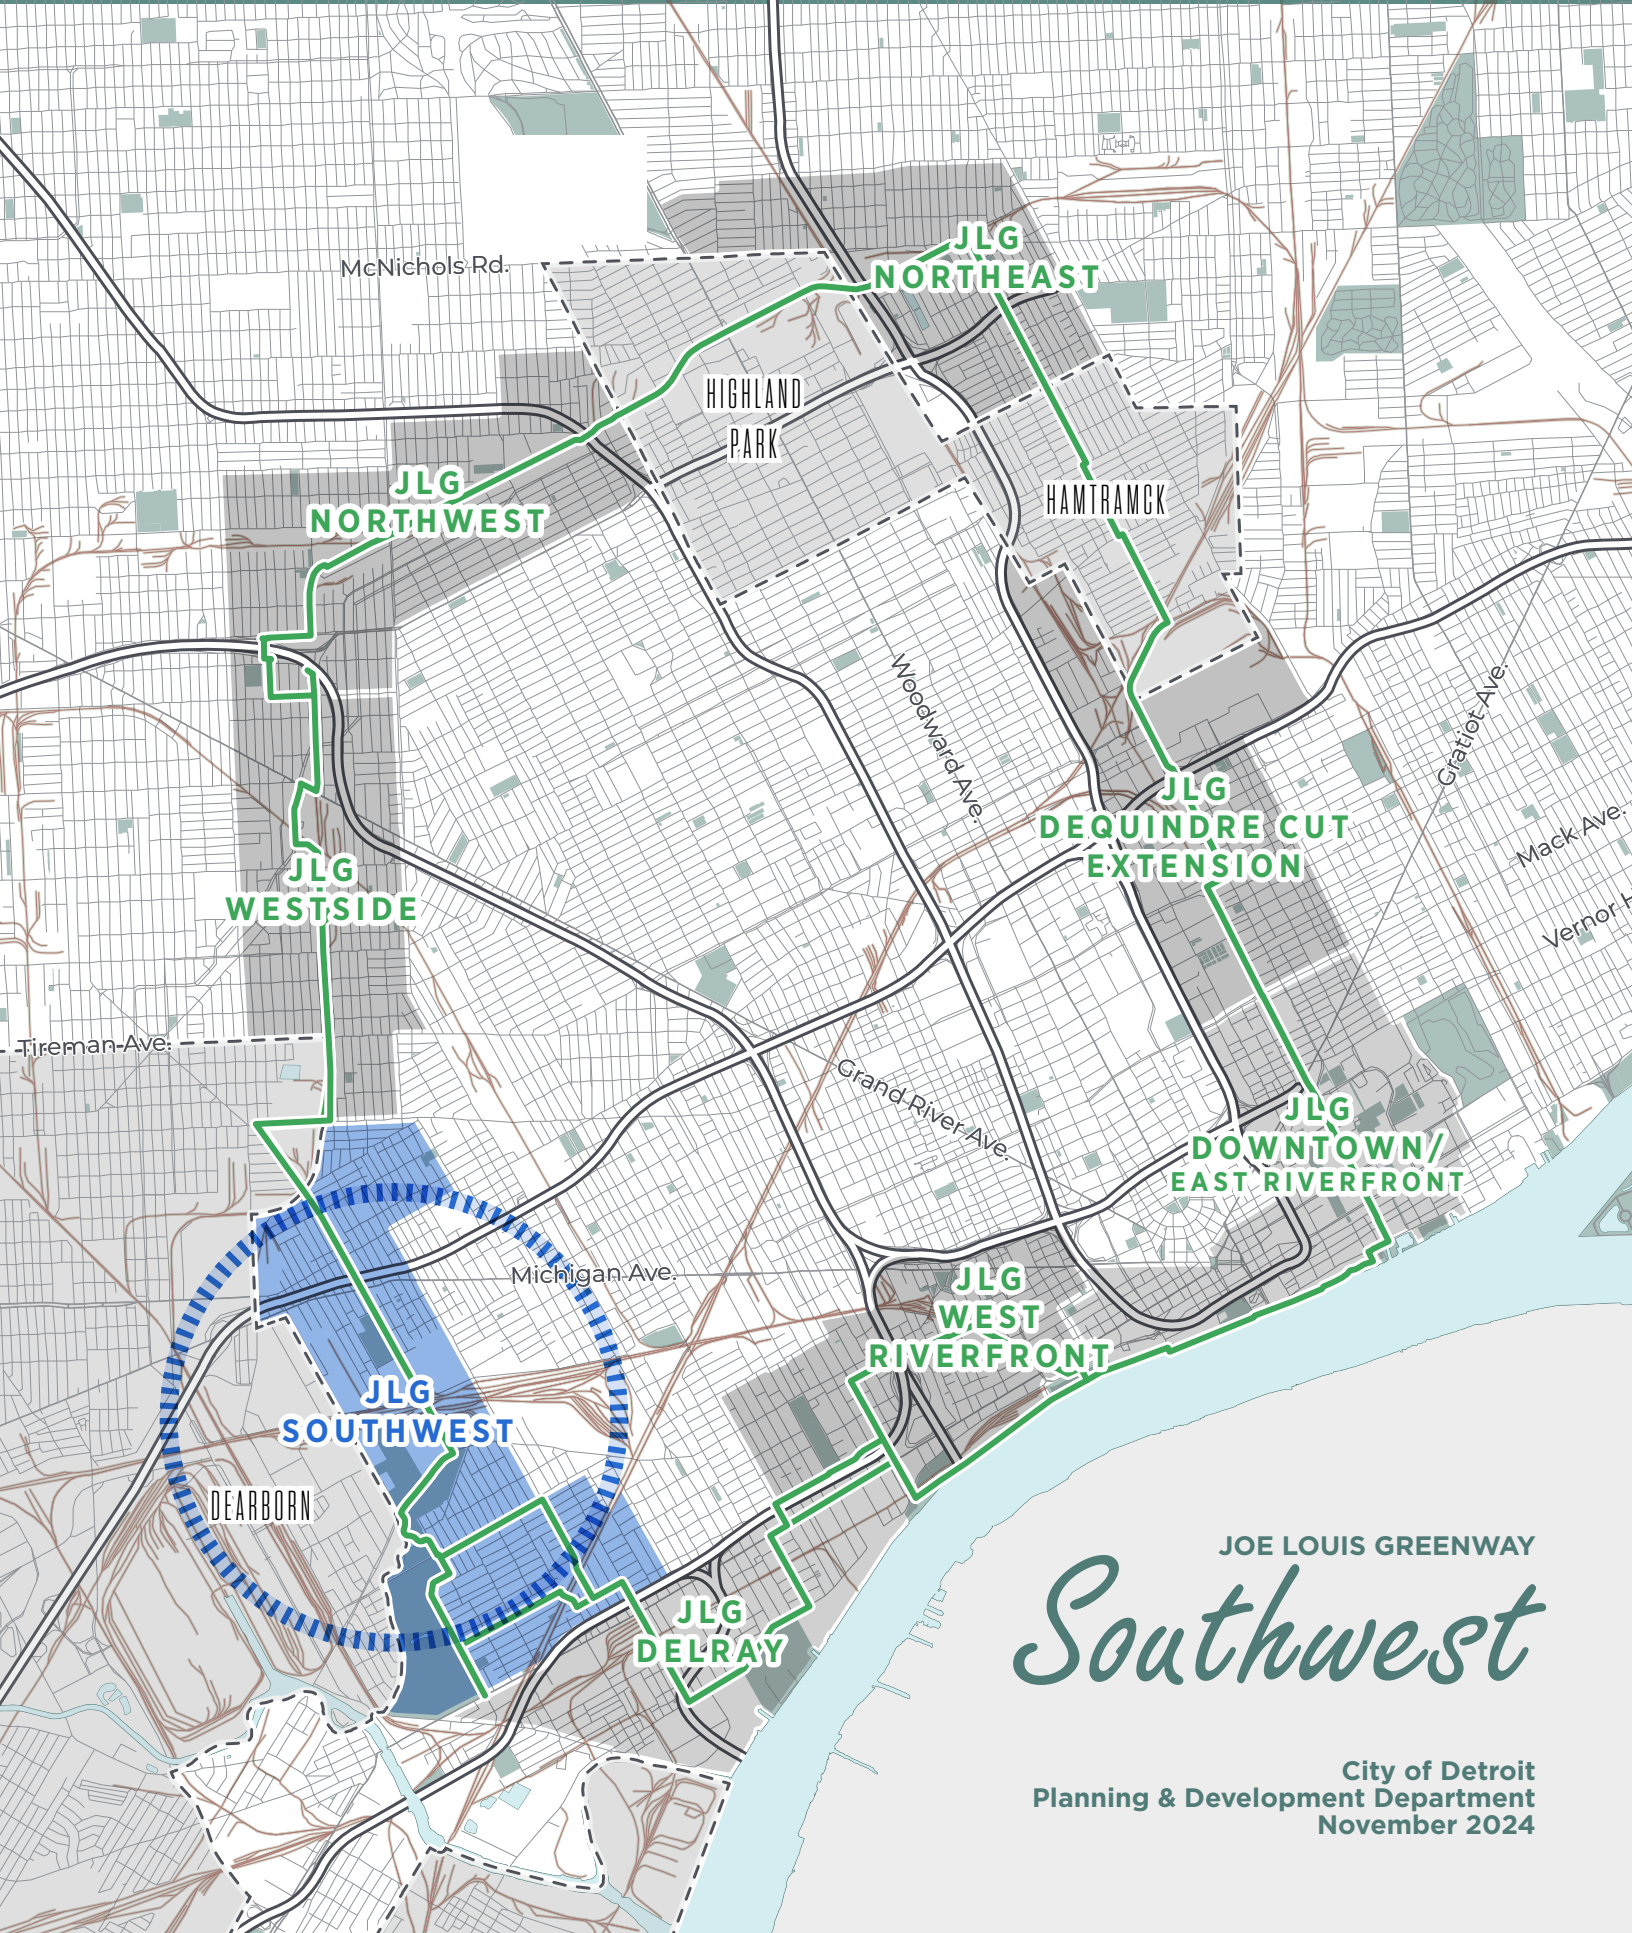 JLG
NORTHEAST
McNichols Rd.
HIGHLAND
PARK
JLG
NORTHWEST
HAMTRAMCK
Woodward Ave.
Gratiot Ave.
JLG
DEQUINDRE CUT
EXTENSION
Mack Ave.
JLG
WESTSIDE
Vernor H
Tireman Ave.
Grand River Ave.
JLG
DOWNTOWN/
EAST RIVERFRONT
Michigan Ave.
JLG
WEST
RIVERFRONT
JLG
SOUTHWEST
DEARBORN
JLG
DELRAY
JOE LOUIS GREENWAY
Southwest
City of Detroit
Planning & Development Department
November 2024